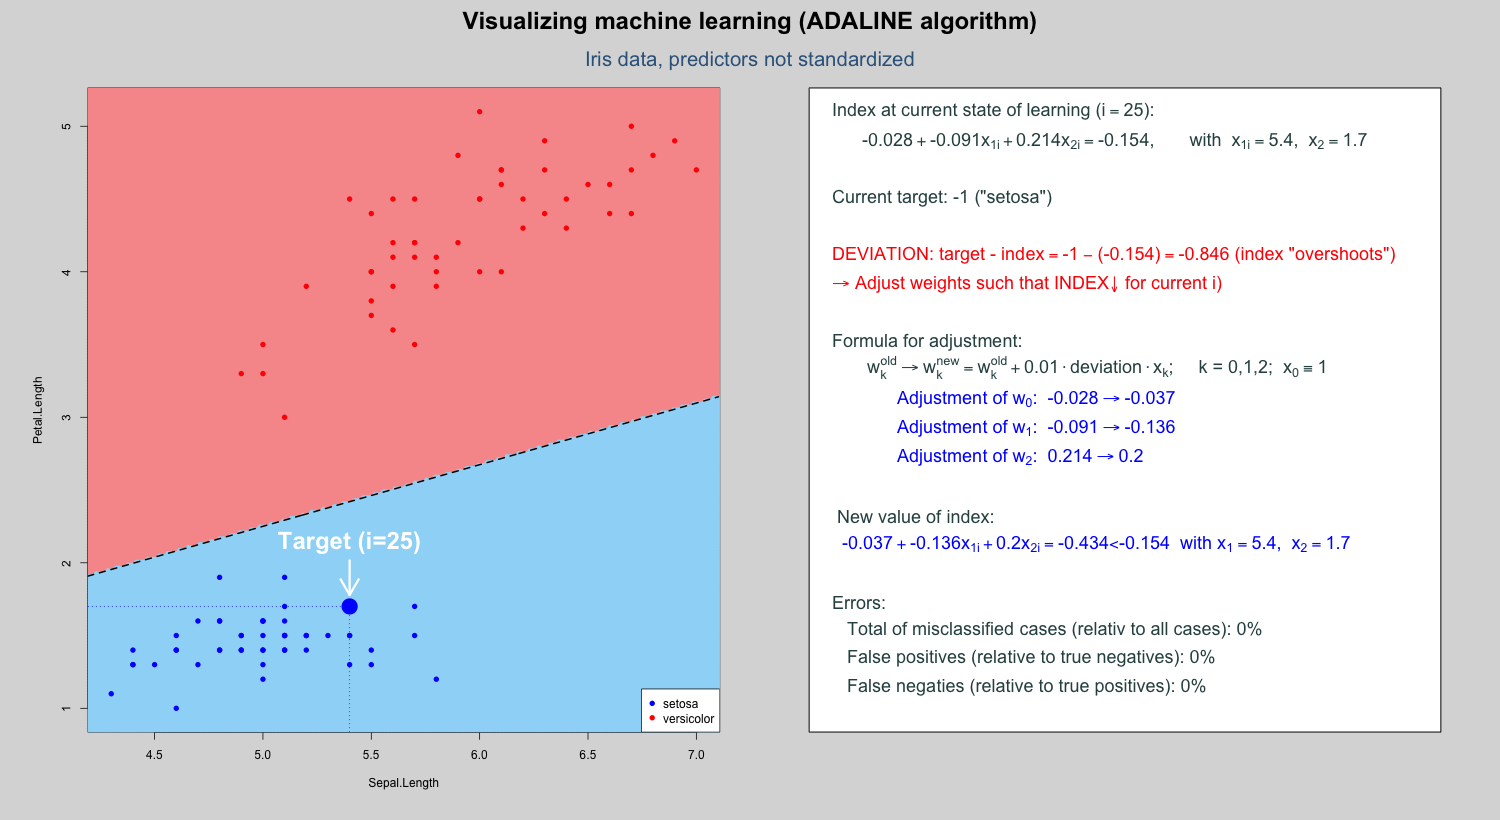 Visualizing machine learning (ADALINE algorithm)
Iris data, predictors not standardized
5
4
3
2
1
Petal.Length
Target (i=25)
setosa
versicolor
4.5 5.0 5.5 6.0 6.5 7.0
Sepal.Length
Index at current state of learning (i = 25):
-0.028 + -0.091x1i + 0.214x2i = -0.154, with x1i = 5.4, x2 = 1.7
Current target: -1 ("setosa")
DEVIATION: target - index = -1 − (-0.154) = -0.846 (index "overshoots")
→ Adjust weights such that INDEX↓ for current i)
Formula for adjustment:
w_k^old → w_k^new = w_k^old + 0.01 · deviation · xk; k = 0,1,2; x0 ≡ 1
Adjustment of w0: -0.028 → -0.037
Adjustment of w1: -0.091 → -0.136
Adjustment of w2: 0.214 → 0.2
New value of index:
-0.037 + -0.136x1i + 0.2x2i = -0.434<-0.154 with x1 = 5.4, x2 = 1.7
Errors:
Total of misclassified cases (relativ to all cases): 0%
False positives (relative to true negatives): 0%
False negaties (relative to true positives): 0%